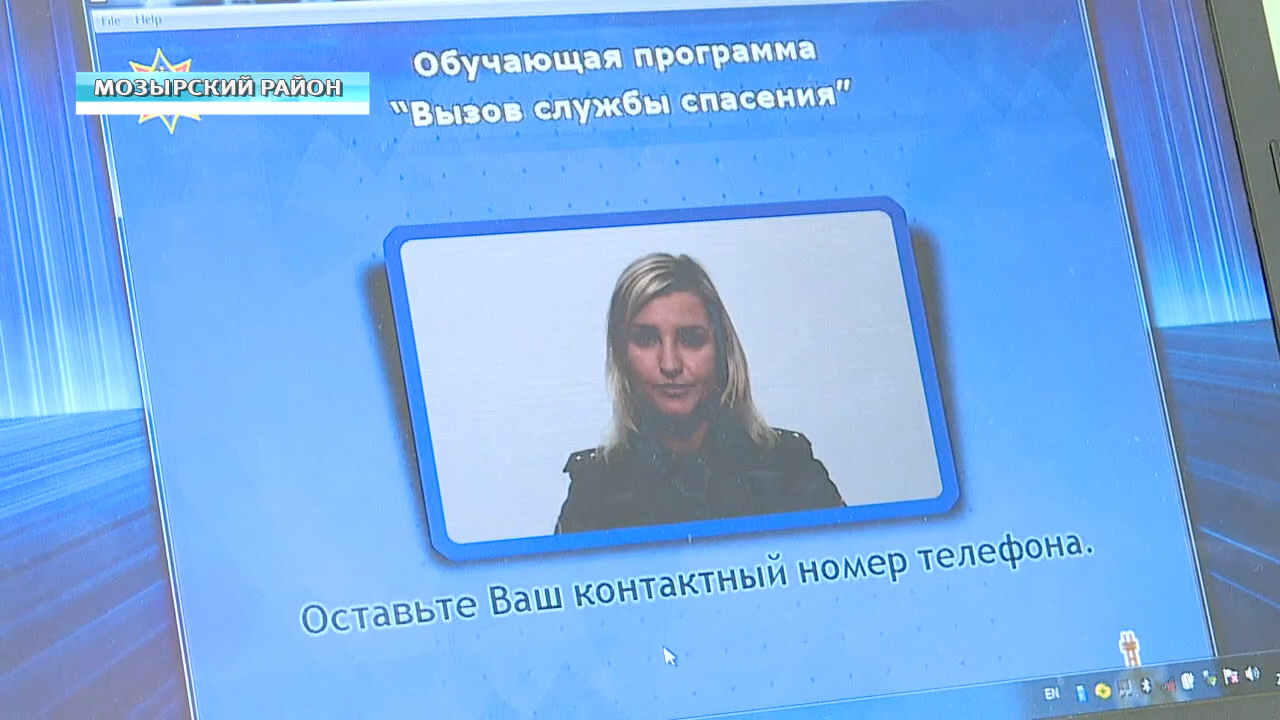 File Help
МОЗЫРСКИЙ РАЙОН
Обучающая программа
“Вызов службы спасения”
Оставьте Ваш контактный номер телефона.
EN